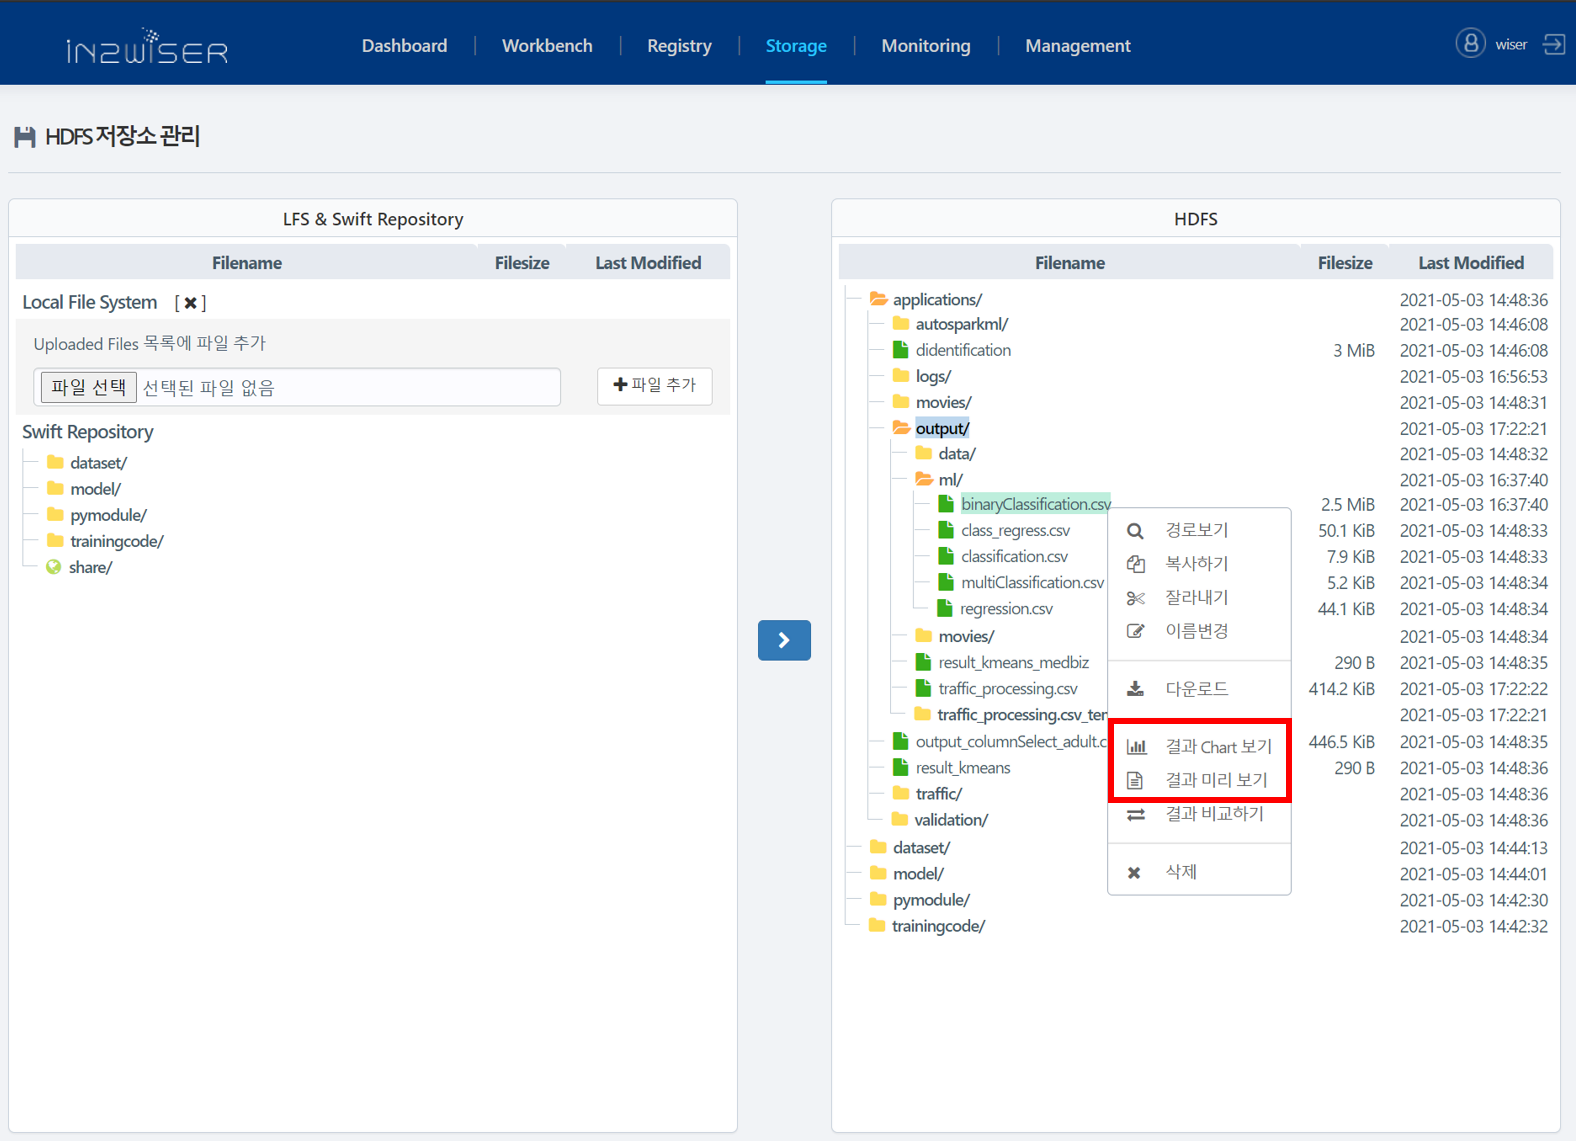 IN2WISER
Dashboard | Workbench | Registry | Storage | Monitoring | Management
wiser
HDFS 저장소 관리
LFS & Swift Repository
Filename Filesize Last Modified
Local File System [ ✖ ]
Uploaded Files 목록에 파일 추가
파일 선택 선택된 파일 없음
파일 추가
Swift Repository
dataset/
model/
pymodule/
trainingcode/
share/
HDFS
Filename Filesize Last Modified
applications/ 2021-05-03 14:48:36
autosparkml/ 2021-05-03 14:46:08
didentification 3 MiB 2021-05-03 14:46:08
logs/ 2021-05-03 16:56:53
movies/ 2021-05-03 14:48:31
output/ 2021-05-03 17:22:21
data/ 2021-05-03 14:48:32
ml/ 2021-05-03 16:37:40
binaryClassification.csv 2.5 MiB 2021-05-03 16:37:40
class_regress.csv 50.1 KiB 2021-05-03 14:48:33
classification.csv 7.9 KiB 2021-05-03 14:48:33
multiClassification.csv 5.2 KiB 2021-05-03 14:48:34
regression.csv 44.1 KiB 2021-05-03 14:48:34
movies/ 2021-05-03 14:48:34
result_kmeans_medbiz 290 B 2021-05-03 14:48:35
traffic_processing.csv 414.2 KiB 2021-05-03 17:22:22
traffic_processing.csv_ter 2021-05-03 17:22:21
output_columnSelect_adult.c 446.5 KiB 2021-05-03 14:48:35
result_kmeans 290 B 2021-05-03 14:48:36
traffic/ 2021-05-03 14:48:36
validation/ 2021-05-03 14:48:36
dataset/ 2021-05-03 14:44:13
model/ 2021-05-03 14:44:01
pymodule/ 2021-05-03 14:42:30
trainingcode/ 2021-05-03 14:42:32
경로보기
복사하기
잘라내기
이름변경
다운로드
결과 Chart 보기
결과 미리 보기
결과 비교하기
삭제